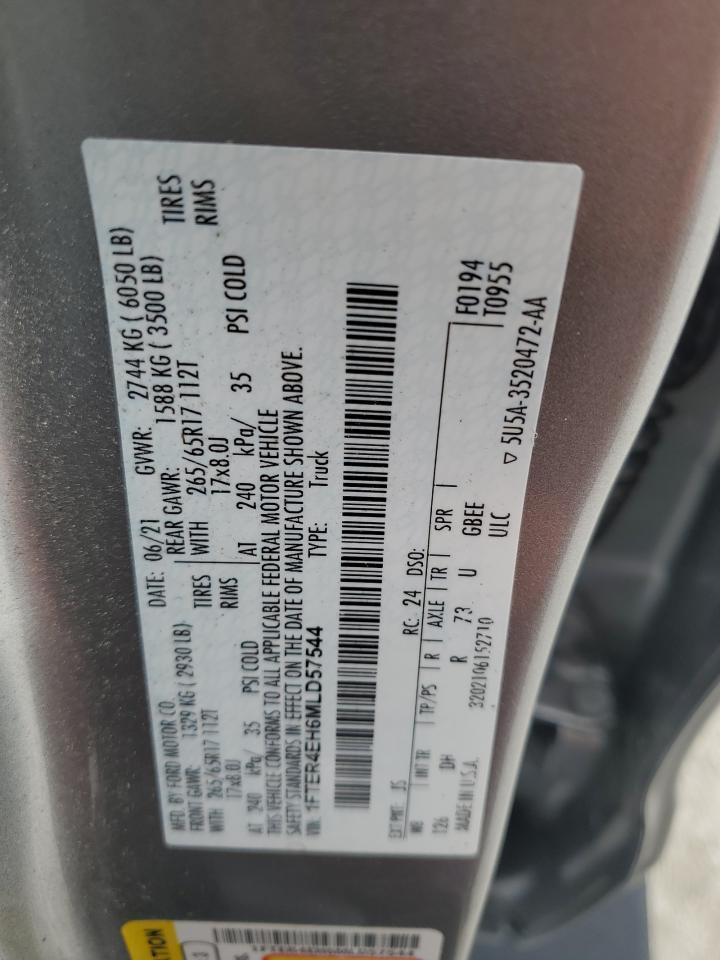 MFD. BY FORD MOTOR CO.
DATE: 06/21 GVWR: 2744 KG ( 6050 LB)
FRONT GAWR: 1329 KG ( 2930 LB) REAR GAWR: 1588 KG ( 3500 LB)
WITH 265/65R17 112T TIRES WITH 265/65R17 112T TIRES
17x8.0J RIMS 17x8.0J RIMS
AT 240 kPa/ 35 PSI COLD AT 240 kPa/ 35 PSI COLD
THIS VEHICLE CONFORMS TO ALL APPLICABLE FEDERAL MOTOR VEHICLE
SAFETY STANDARDS IN EFFECT ON THE DATE OF MANUFACTURE SHOWN ABOVE.
VIN: 1FTER4EH6MLD57544 TYPE: Truck
EXT PNT: JS RC: 24 DSO: F0194
WB INT TR TP/PS R AXLE TR SPR T0955
126 DH R 73 U GBEE
MADE IN U.S.A. 3202106152710 ULC
▽ 5U5A-3520472-AA